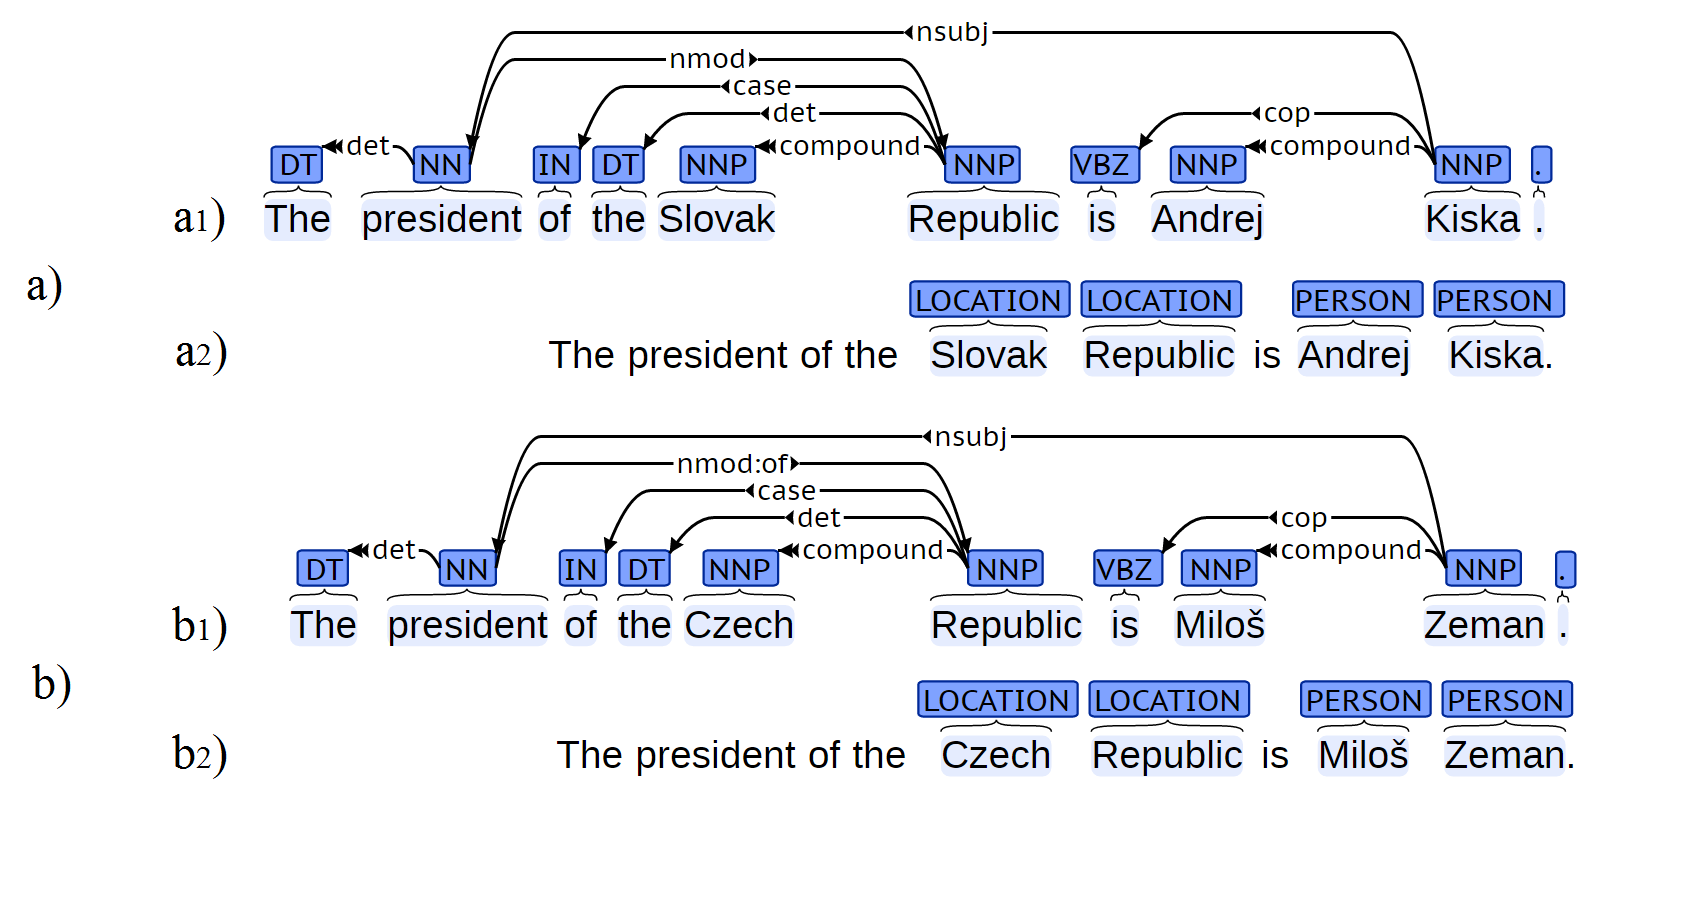 nsubj
nmod
case
det
cop
det compound compound
DT NN IN DT NNP NNP VBZ NNP NNP .
a1) The president of the Slovak Republic is Andrej Kiska .
a)
LOCATION LOCATION PERSON PERSON
a2) The president of the Slovak Republic is Andrej Kiska.
nsubj
nmod:of
case
det cop
det compound compound
DT NN IN DT NNP NNP VBZ NNP NNP .
b1) The president of the Czech Republic is Miloš Zeman .
b)
LOCATION LOCATION PERSON PERSON
b2) The president of the Czech Republic is Miloš Zeman.